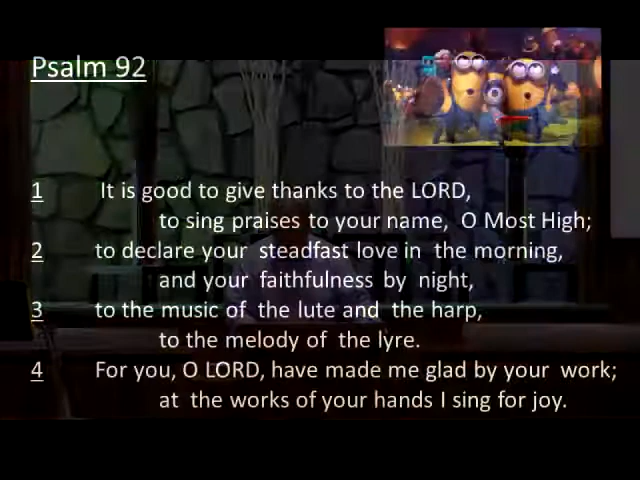 Psalm 92
1 It is good to give thanks to the LORD,
to sing praises to your name, O Most High;
2 to declare your steadfast love in the morning,
and your faithfulness by night,
3 to the music of the lute and the harp,
to the melody of the lyre.
4 For you, O LORD, have made me glad by your work;
at the works of your hands I sing for joy.